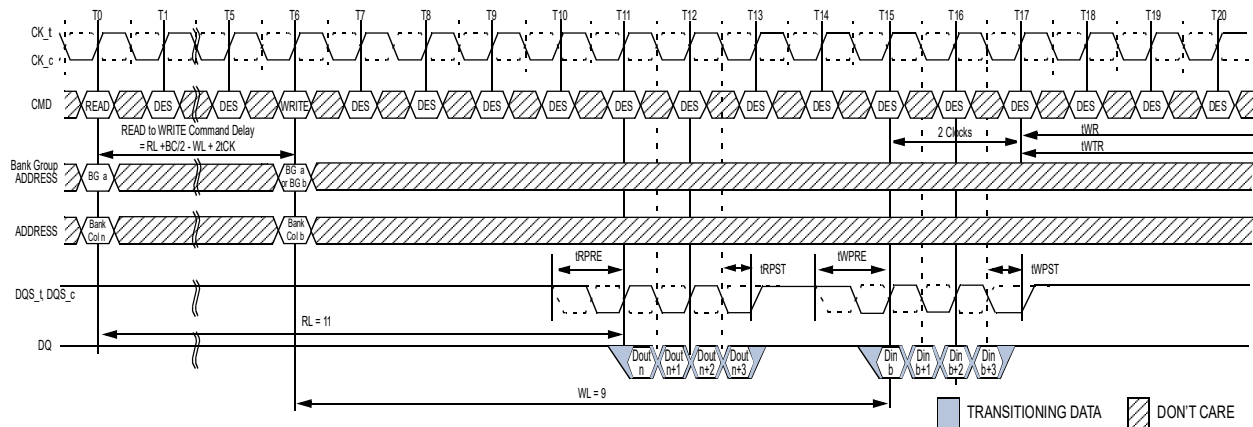 T0 T1 T5 T6 T7 T8 T9 T10 T11 T12 T13 T14 T15 T16 T17 T18 T19 T20
CK_t
CK_c
CMD READ DES DES WRITE DES DES DES DES DES DES DES DES DES DES DES DES DES DES
READ to WRITE Command Delay
= RL +BC/2 - WL + 2tCK
2 Clocks
tWR
tWTR
Bank Group
ADDRESS
BG a
BG a
or BG b
ADDRESS
Bank
Col n
Bank
Col b
tRPRE
tRPST
tWPRE
tWPST
DQS_t, DQS_c
RL = 11
DQ
Dout
n
Dout
n+1
Dout
n+2
Dout
n+3
Din
b
Din
b+1
Din
b+2
Din
b+3
WL = 9
TRANSITIONING DATA
DON'T CARE